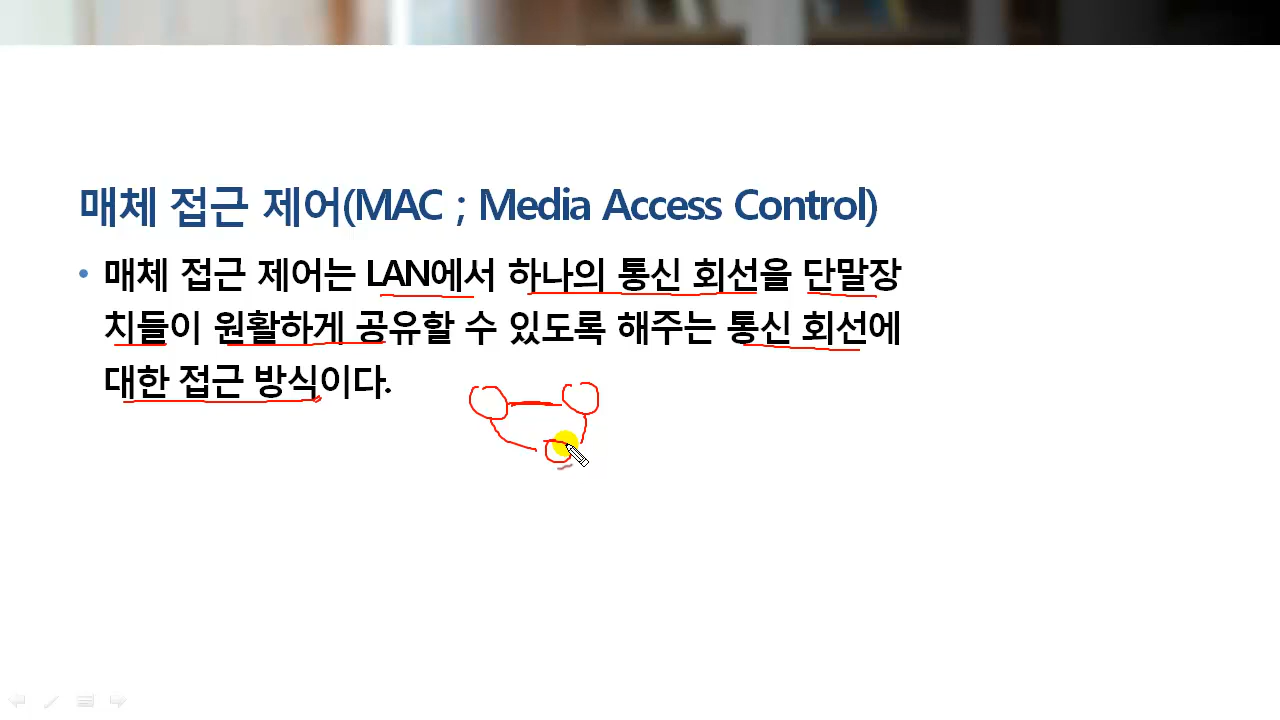 매체 접근 제어(MAC ; Media Access Control)
• 매체 접근 제어는 LAN에서 하나의 통신 회선을 단말장
치들이 원활하게 공유할 수 있도록 해주는 통신 회선에
대한 접근 방식이다.